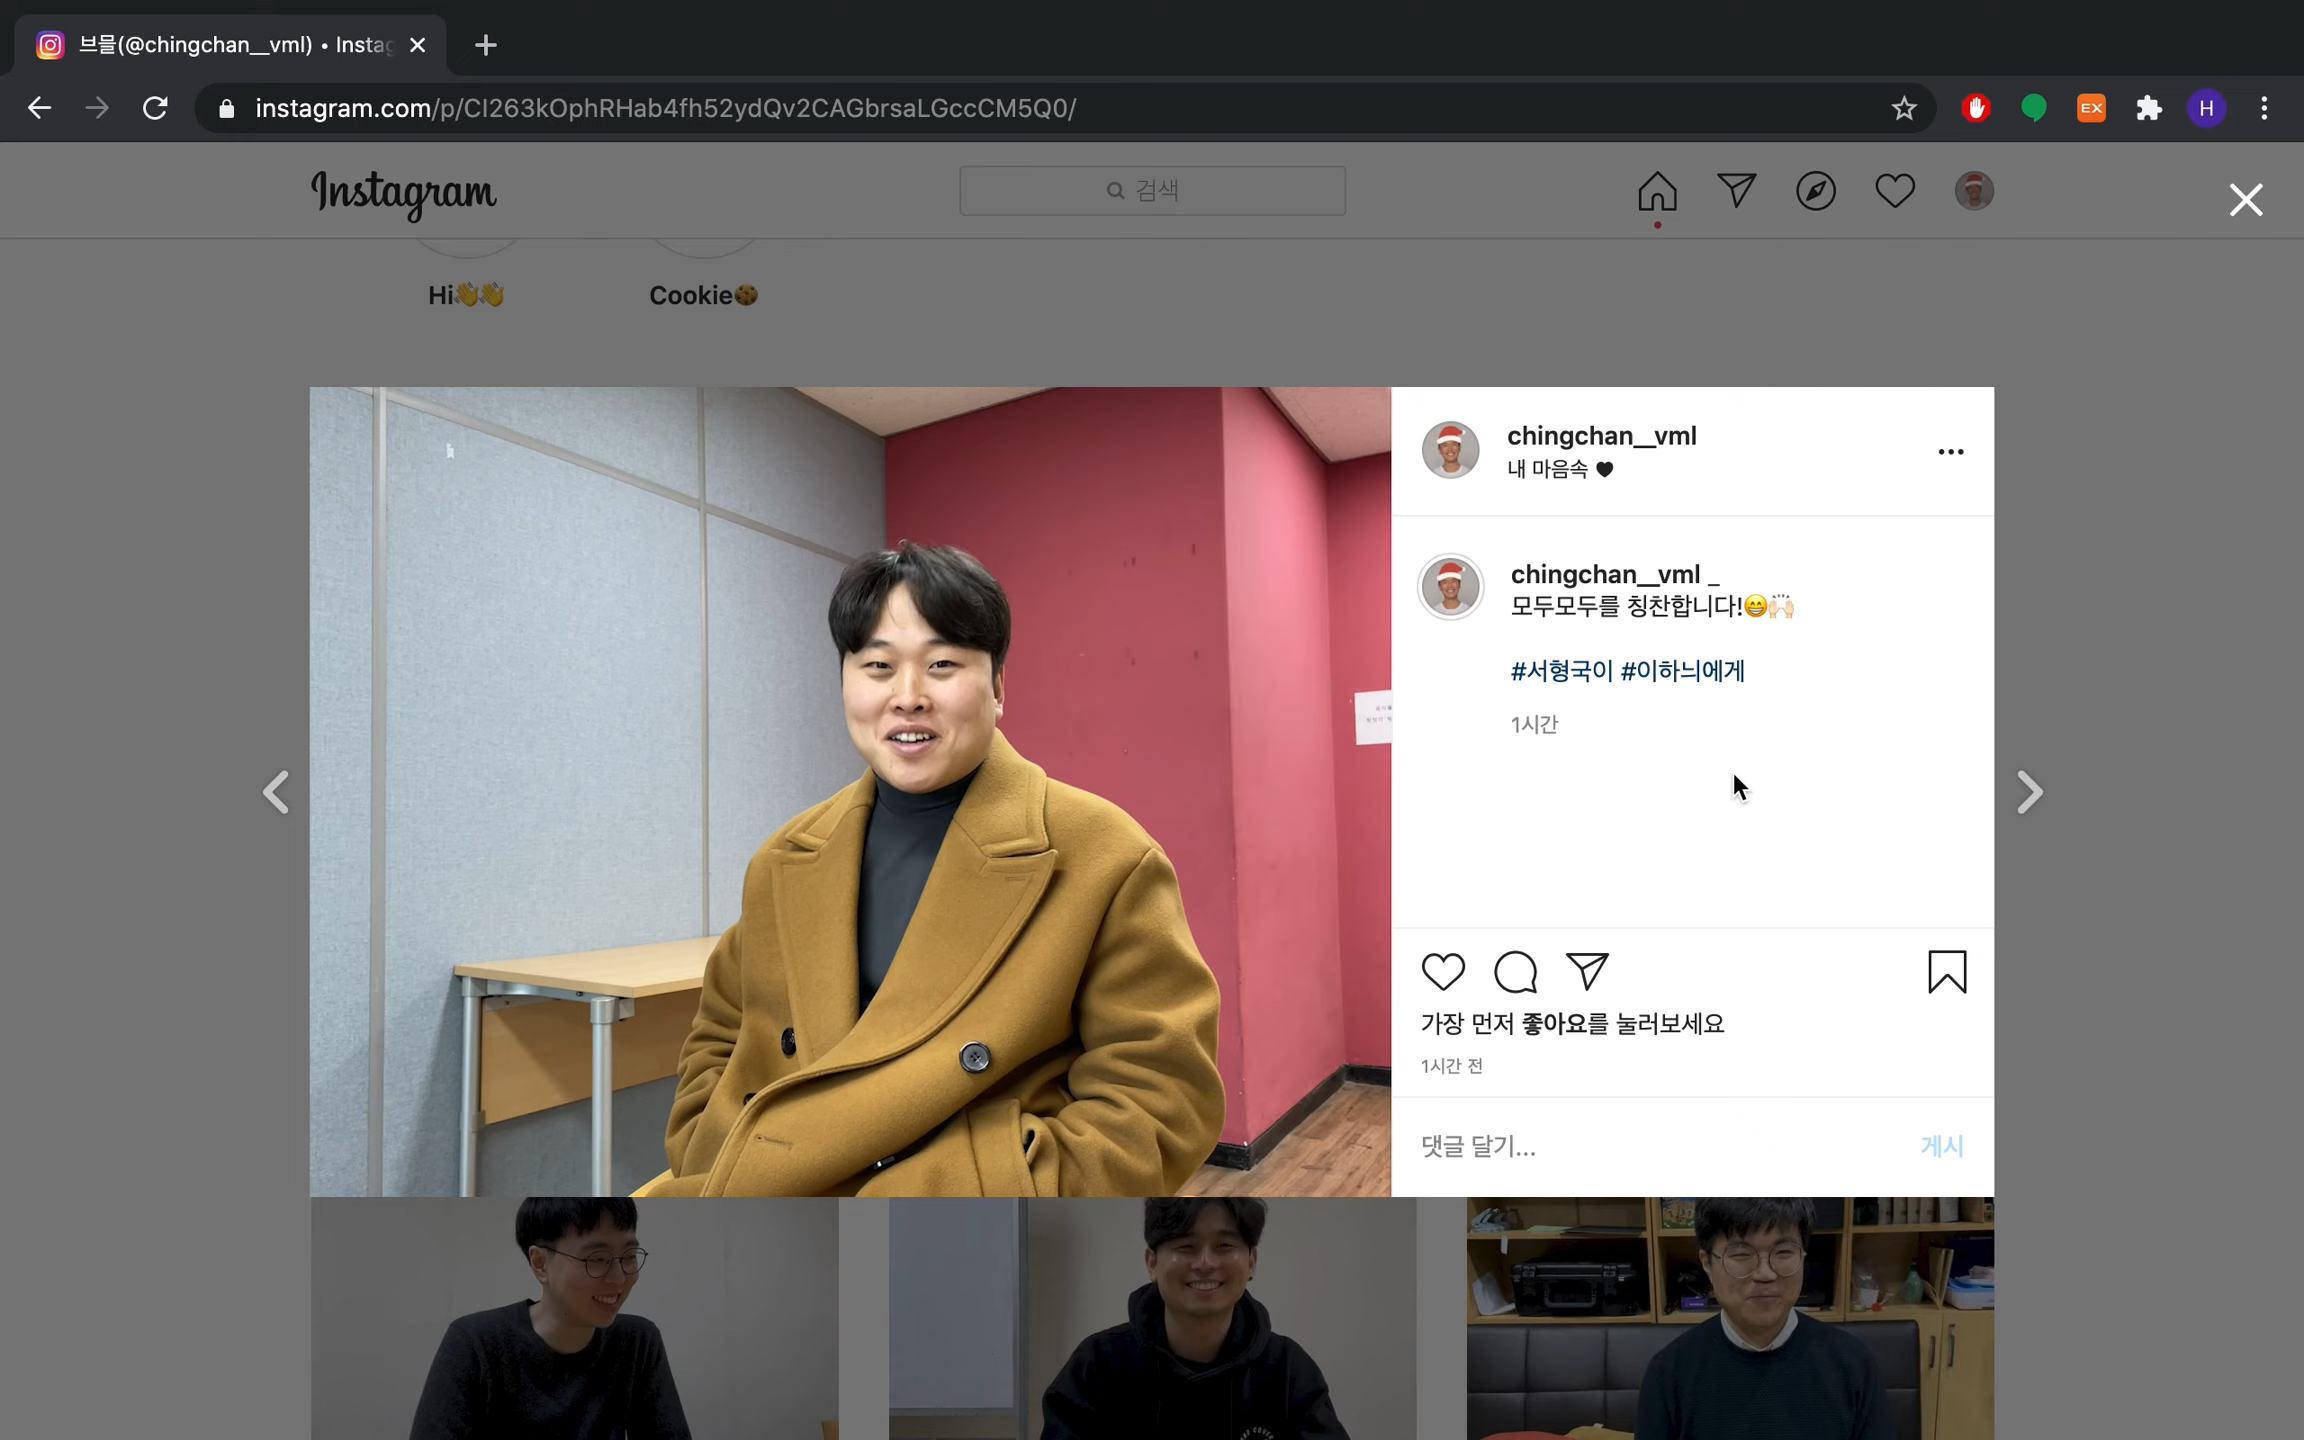 브믈(@chingchan__vml) • Instag
instagram.com/p/CI263kOphRHab4fh52ydQv2CAGbrsaLGccCM5Q0/
EX
H
Instagram
검색
Hi👋👋
Cookie🍪
chingchan__vml
내 마음속 🖤
chingchan__vml _
모두모두를 칭찬합니다!😁🙌🏻
#서형국이 #이하늬에게
1시간
가장 먼저 좋아요를 눌러보세요
1시간 전
댓글 달기...
게시